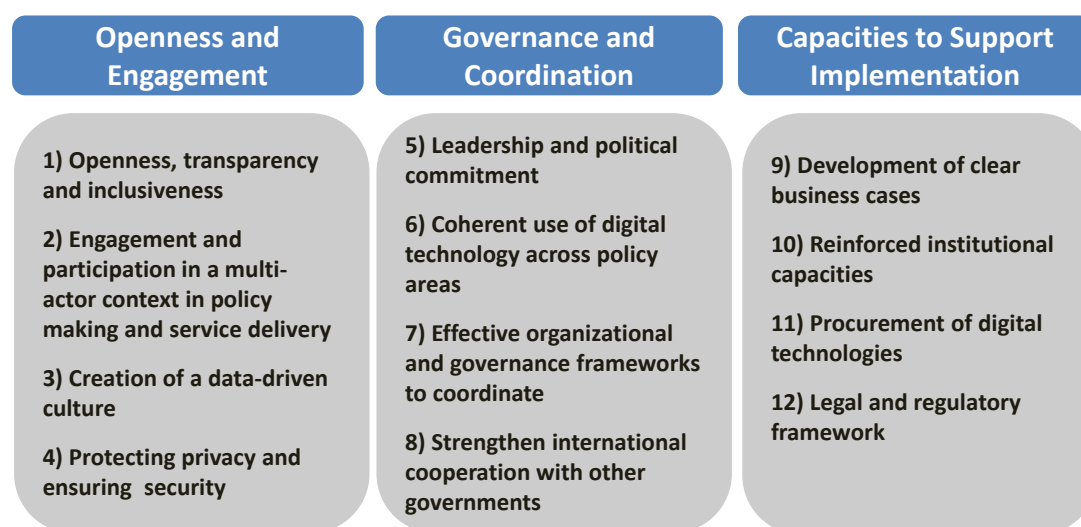 Openness and
Engagement
1) Openness, transparency
and inclusiveness
2) Engagement and
participation in a multi-
actor context in policy
making and service delivery
3) Creation of a data-driven
culture
4) Protecting privacy and
ensuring  security
Governance and
Coordination
5) Leadership and political
commitment
6) Coherent use of digital
technology across policy
areas
7) Effective organizational
and governance frameworks
to coordinate
8) Strengthen international
cooperation with other
governments
Capacities to Support
Implementation
9) Development of clear
business cases
10) Reinforced institutional
capacities
11) Procurement of digital
technologies
12) Legal and regulatory
framework